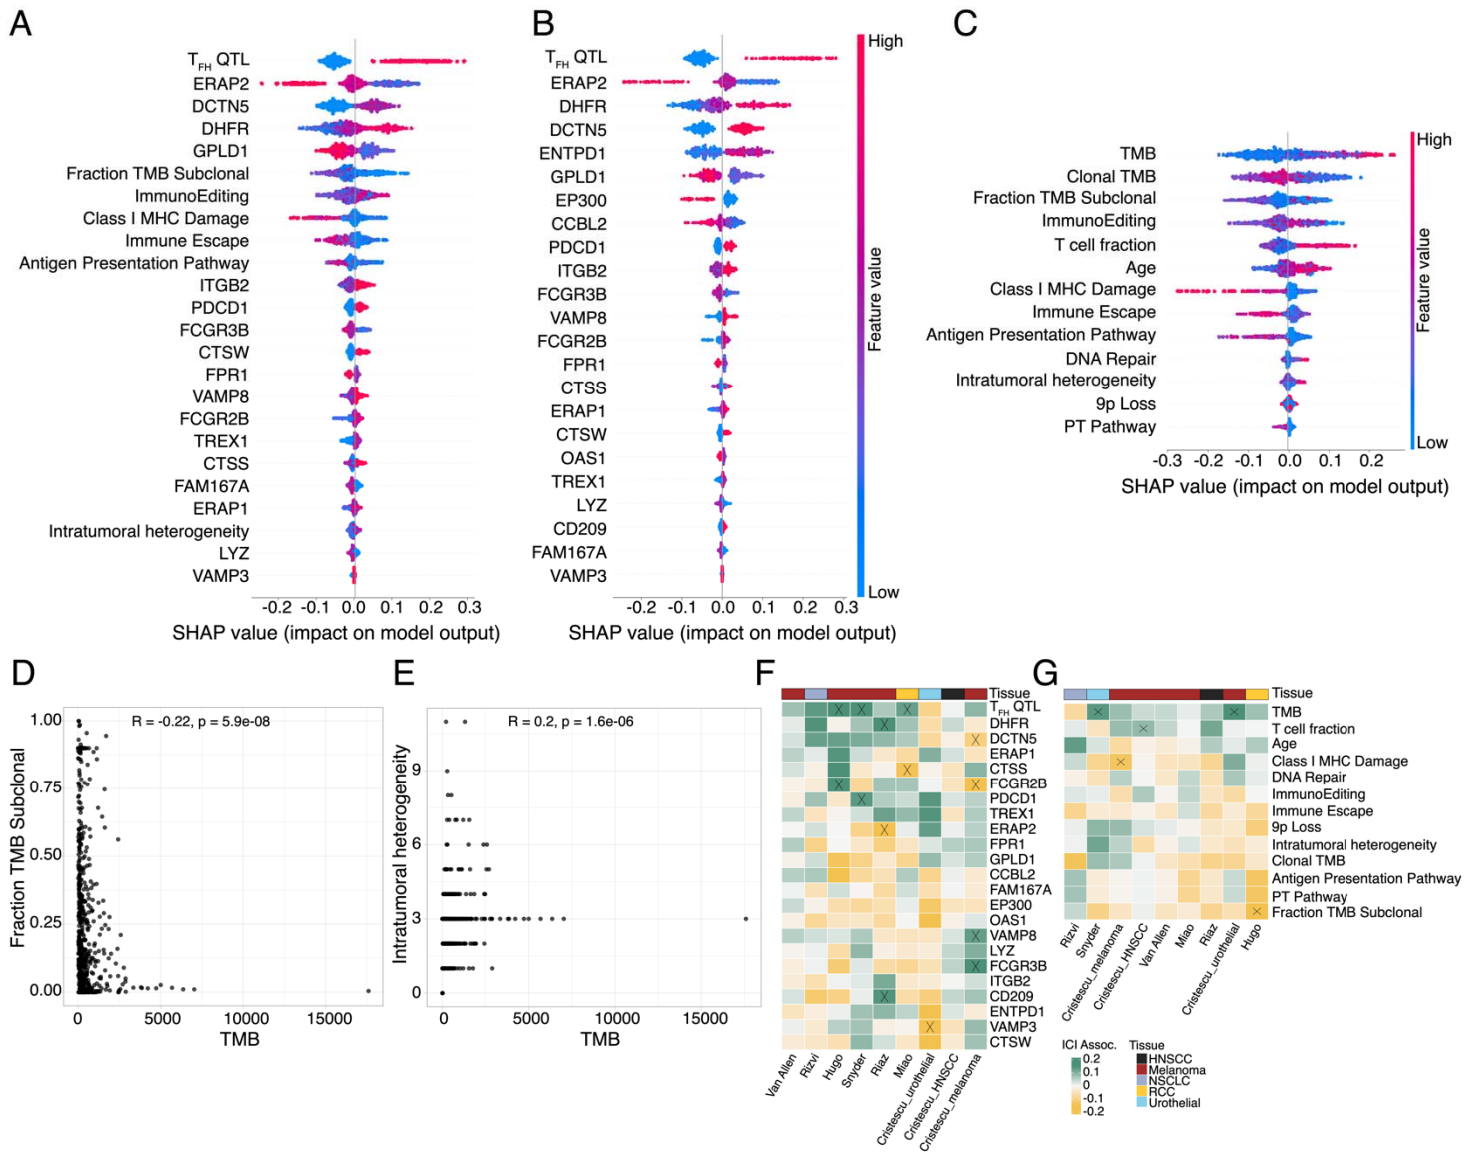 A
T_FH QTL
ERAP2
DCTN5
DHFR
GPLD1
Fraction TMB Subclonal
ImmunoEditing
Class I MHC Damage
Immune Escape
Antigen Presentation Pathway
ITGB2
PDCD1
FCGR3B
CTSW
FPR1
VAMP8
FCGR2B
TREX1
CTSS
FAM167A
ERAP1
Intratumoral heterogeneity
LYZ
VAMP3
-0.2 -0.1 0.0 0.1 0.2 0.3
SHAP value (impact on model output)
B
T_FH QTL
ERAP2
DHFR
DCTN5
ENTPD1
GPLD1
EP300
CCBL2
PDCD1
ITGB2
FCGR3B
VAMP8
FCGR2B
FPR1
CTSS
ERAP1
CTSW
OAS1
TREX1
LYZ
CD209
FAM167A
VAMP3
-0.2 -0.1 0.0 0.1 0.2 0.3
SHAP value (impact on model output)
High
Feature value
Low
C
TMB
Clonal TMB
Fraction TMB Subclonal
ImmunoEditing
T cell fraction
Age
Class I MHC Damage
Immune Escape
Antigen Presentation Pathway
DNA Repair
Intratumoral heterogeneity
9p Loss
PT Pathway
-0.3 -0.2 -0.1 0.0 0.1 0.2
SHAP value (impact on model output)
High
Feature value
Low
D
R = -0.22, p = 5.9e-08
Fraction TMB Subclonal
1.00
0.75
0.50
0.25
0.00
0 5000 10000 15000
TMB
E
R = 0.2, p = 1.6e-06
Intratumoral heterogeneity
9
6
3
0
0 5000 10000 15000
TMB
F
Tissue
T_FH QTL
DHFR
DCTN5
ERAP1
CTSS
FCGR2B
PDCD1
TREX1
ERAP2
FPR1
GPLD1
CCBL2
FAM167A
EP300
OAS1
VAMP8
LYZ
FCGR3B
ITGB2
CD209
ENTPD1
VAMP3
CTSW
Van Allen
Rizvi
Hugo
Snyder
Riaz
Miao
Cristescu_urothelial
Cristescu_HNSCC
Cristescu_melanoma
G
Tissue
TMB
T cell fraction
Age
Class I MHC Damage
DNA Repair
ImmunoEditing
Immune Escape
9p Loss
Intratumoral heterogeneity
Clonal TMB
Antigen Presentation Pathway
PT Pathway
Fraction TMB Subclonal
Rizvi
Snyder
Cristescu_melanoma
Cristescu_HNSCC
Van Allen
Miao
Riaz
Cristescu_urothelial
Hugo
ICI Assoc.
0.2
0.1
0
-0.1
-0.2
Tissue
HNSCC
Melanoma
NSCLC
RCC
Urothelial